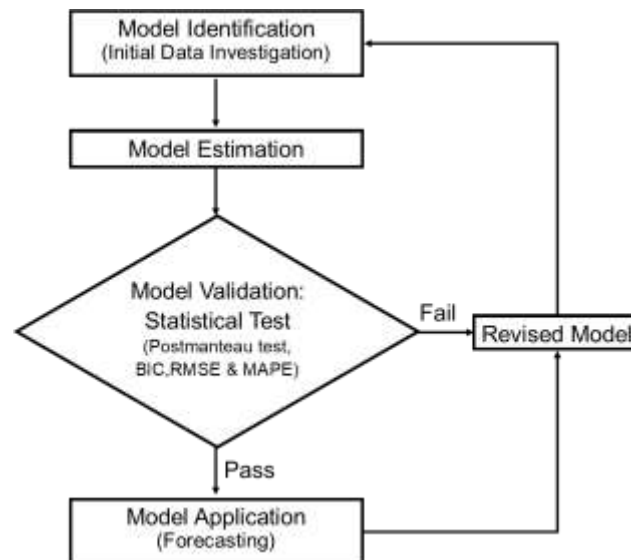 Model Identification
(Initial Data Investigation)
Model Estimation
Model Validation:
Statistical Test
(Postmanteau test,
BIC,RMSE & MAPE)
Fail
Revised Model
Pass
Model Application
(Forecasting)